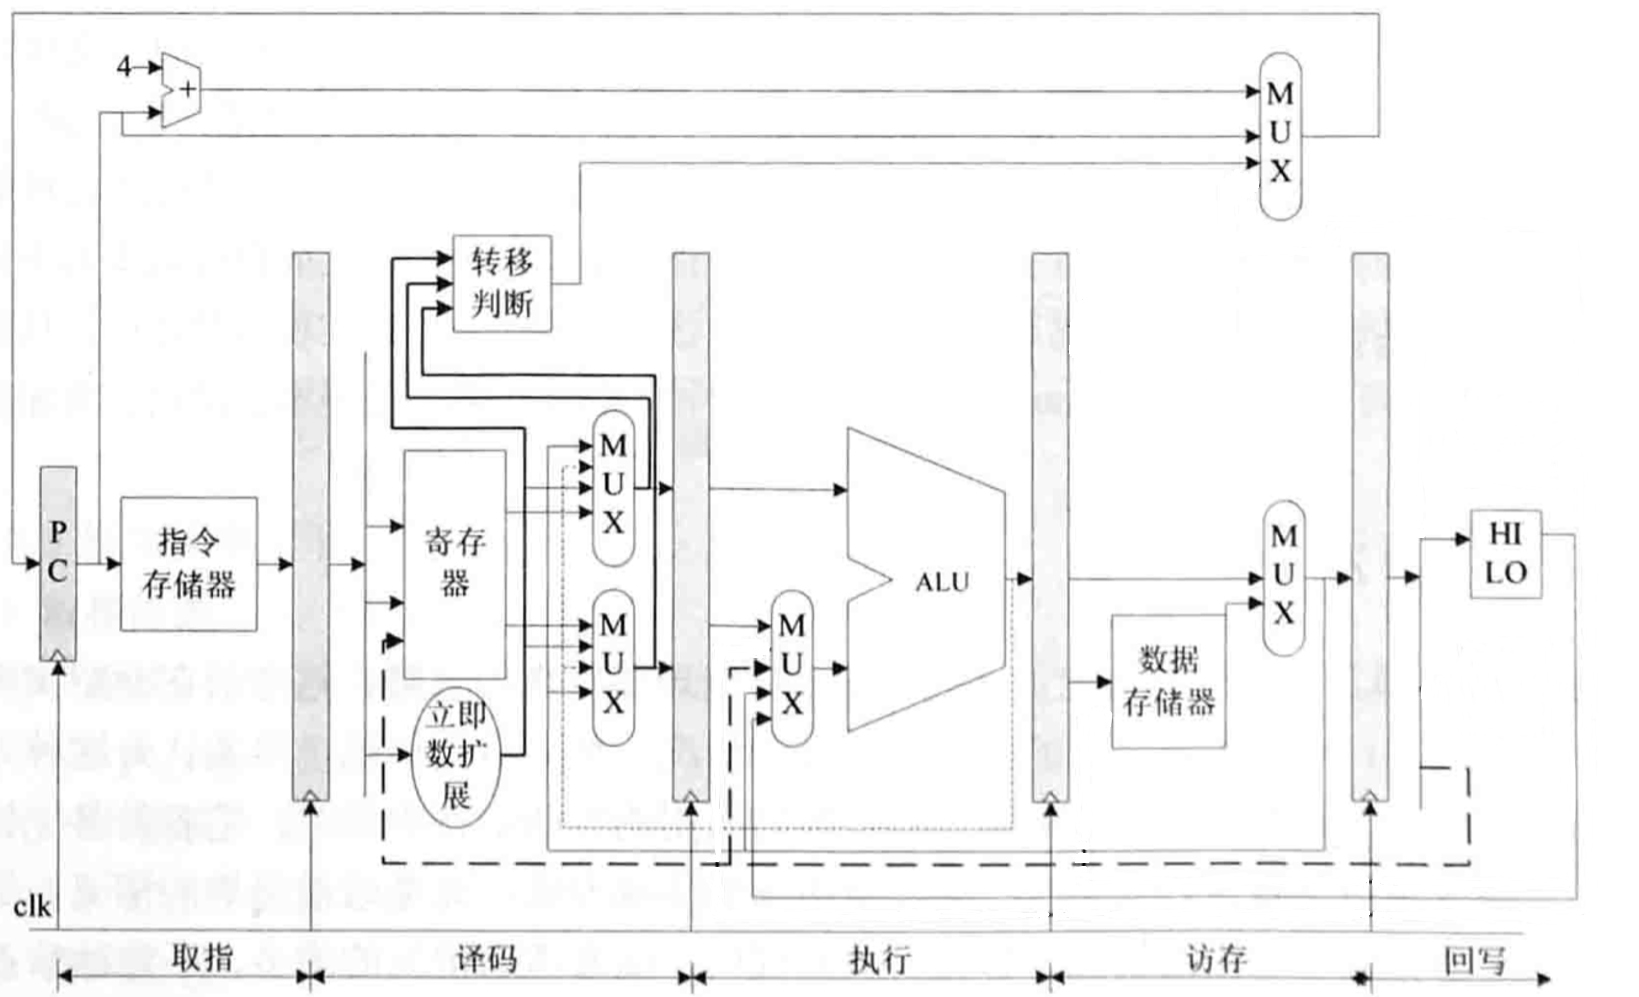 4
+
M
U
X
转移
判断
M
U
X
P
C
指令
存储器
寄存
器
ALU
M
U
X
HI
LO
M
U
X
M
U
X
数据
存储器
立即
数扩
展
clk
取指
译码
执行
访存
回写